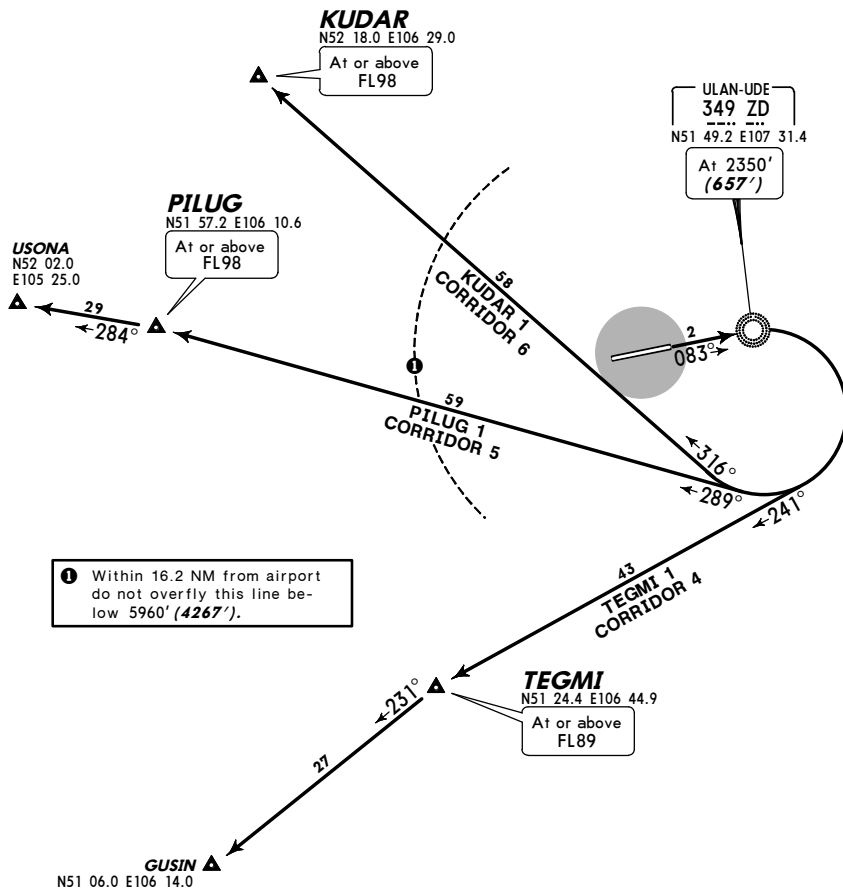 KUDAR
N52 18.0 E106 29.0
At or above
FL98
ULAN-UDE
349 ZD
N51 49.2 E107 31.4
At 2350'
(657')
PILUG
N51 57.2 E106 10.6
At or above
FL98
USONA
N52 02.0
E105 25.0
29
284°
58
KUDAR 1
CORRIDOR 6
2
083°
1
59
PILUG 1
CORRIDOR 5
316°
289°
241°
1 Within 16.2 NM from airport
do not overfly this line be-
low 5960' (4267').
43
TEGMI 1
CORRIDOR 4
TEGMI
N51 24.4 E106 44.9
At or above
FL89
231°
27
GUSIN
N51 06.0 E106 14.0